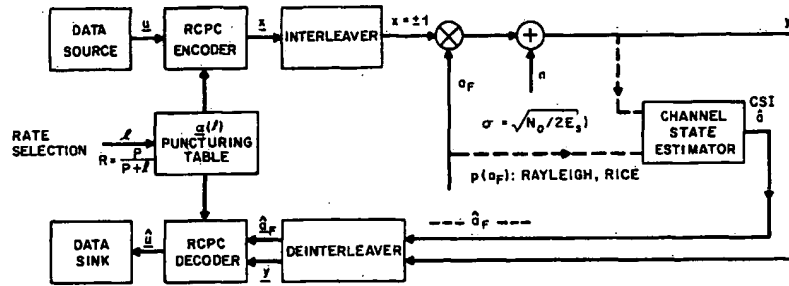 DATA SOURCE
u
RCPC ENCODER
x
INTERLEAVER
x = ±1
y
a_F
n
σ = √N₀/2E_s )
CSI
â
CHANNEL STATE ESTIMATOR
RATE SELECTION
ℓ
R = P/P+ℓ
a(ℓ)
PUNCTURING TABLE
p(a_F): RAYLEIGH, RICE
â_F
DATA SINK
û
RCPC DECODER
â_F
y
DEINTERLEAVER